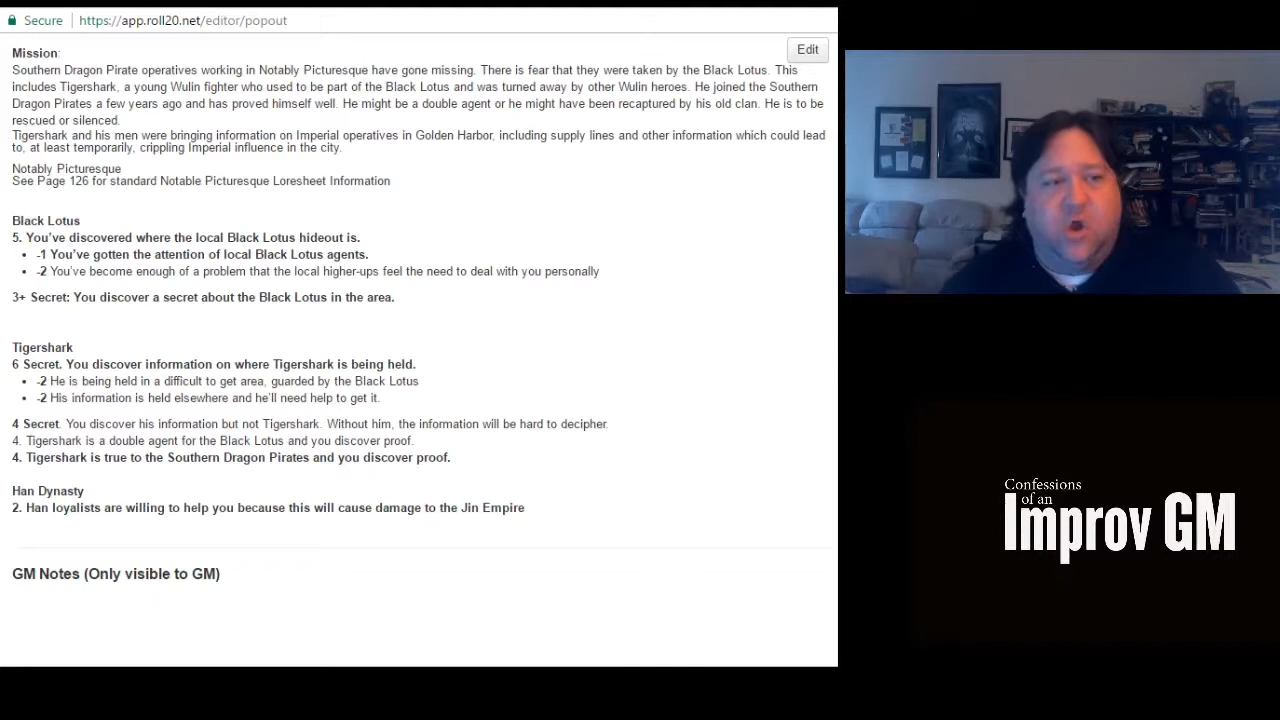 Secure
https://app.roll20.net/editor/popout
Edit
Mission:
Southern Dragon Pirate operatives working in Notably Picturesque have gone missing. There is fear that they were taken by the Black Lotus. This
includes Tigershark, a young Wulin fighter who used to be part of the Black Lotus and was turned away by other Wulin heroes. He joined the Southern
Dragon Pirates a few years ago and has proved himself well. He might be a double agent or he might have been recaptured by his old clan. He is to be
rescued or silenced.
Tigershark and his men were bringing information on Imperial operatives in Golden Harbor, including supply lines and other information which could lead
to, at least temporarily, crippling Imperial influence in the city.
Notably Picturesque
See Page 126 for standard Notable Picturesque Loresheet Information
Black Lotus
5. You've discovered where the local Black Lotus hideout is.
• -1 You've gotten the attention of local Black Lotus agents.
• -2 You've become enough of a problem that the local higher-ups feel the need to deal with you personally
3+ Secret: You discover a secret about the Black Lotus in the area.
Tigershark
6 Secret. You discover information on where Tigershark is being held.
• -2 He is being held in a difficult to get area, guarded by the Black Lotus
• -2 His information is held elsewhere and he'll need help to get it.
4 Secret. You discover his information but not Tigershark. Without him, the information will be hard to decipher.
4. Tigershark is a double agent for the Black Lotus and you discover proof.
4. Tigershark is true to the Southern Dragon Pirates and you discover proof.
Han Dynasty
2. Han loyalists are willing to help you because this will cause damage to the Jin Empire
GM Notes (Only visible to GM)
Confessions
of an
Improv GM